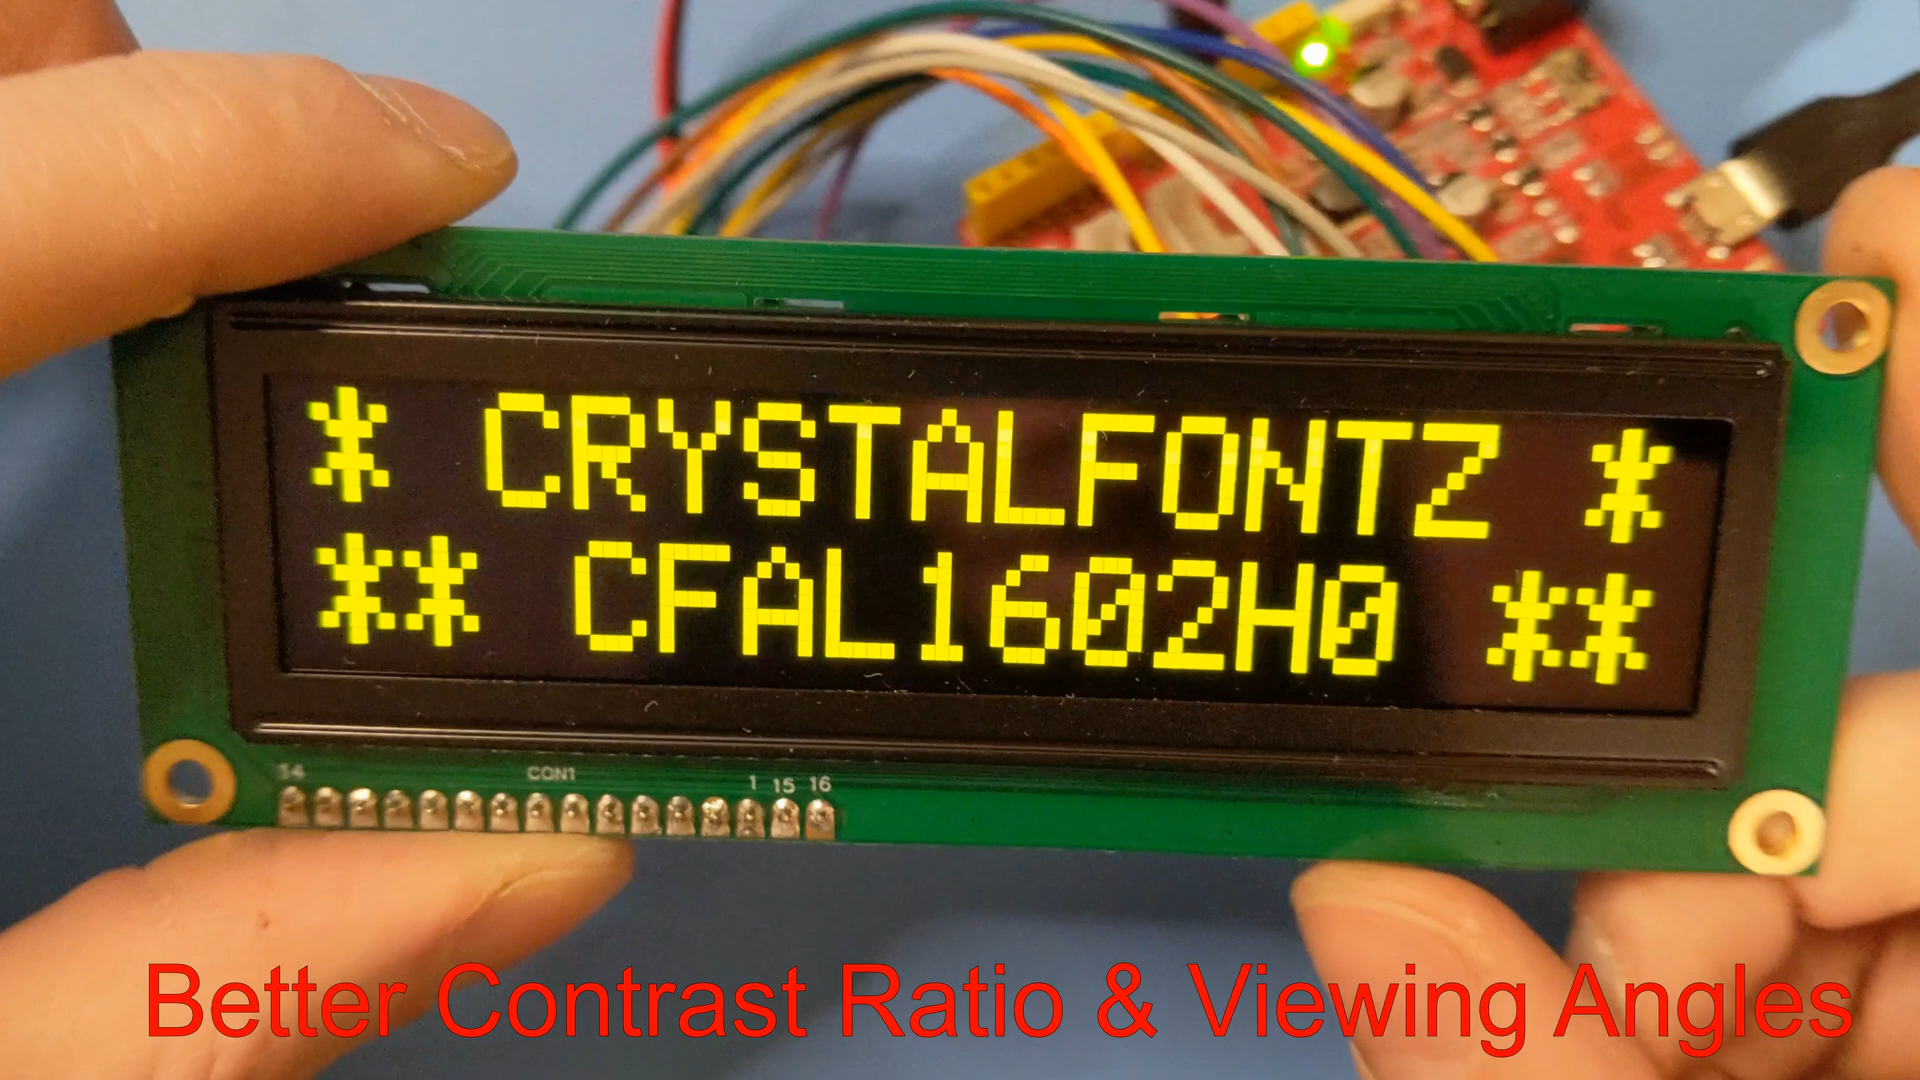 * CRYSTALFONTZ *
** CFAL1602H0 **
14 CON1 1 15 16
Better Contrast Ratio & Viewing Angles